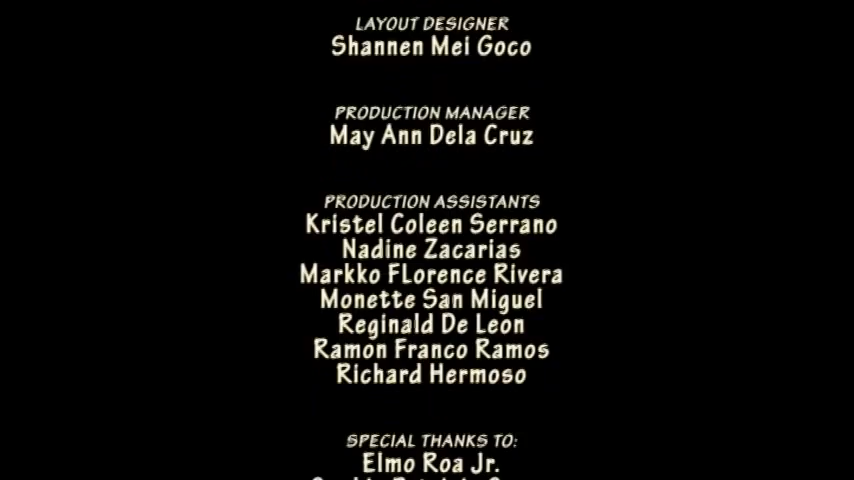 LAYOUT DESIGNER
Shannen Mei Goco
PRODUCTION MANAGER
May Ann Dela Cruz
PRODUCTION ASSISTANTS
Kristel Coleen Serrano
Nadine Zacarias
Markko FLorence Rivera
Monette San Miguel
Reginald De Leon
Ramon Franco Ramos
Richard Hermoso
SPECIAL THANKS TO:
Elmo Roa Jr.